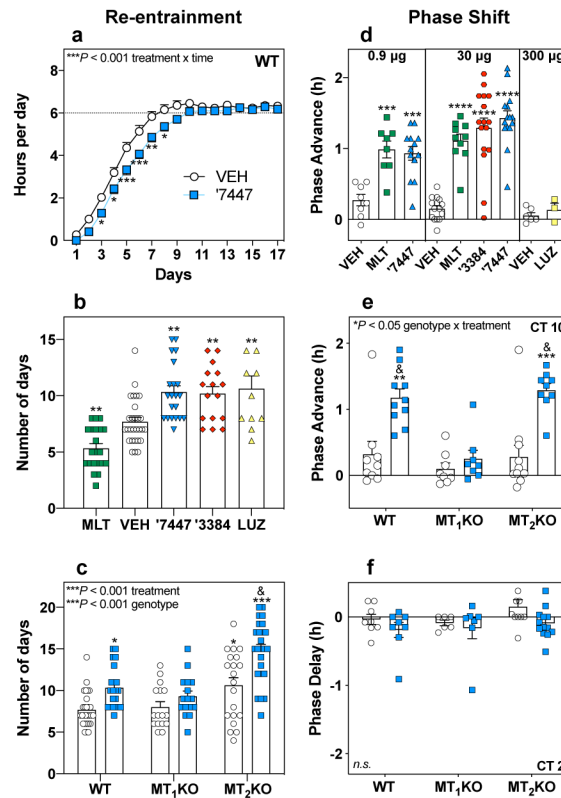 Re-entrainment
a
***P < 0.001 treatment x time
WT
Hours per day
8
6
4
2
0
VEH
'7447
*
*
***
***
**
*
1 3 5 7 9 11 13 15 17
Days
b
Number of days
15
10
5
0
**
**
**
**
MLT VEH '7447 '3384 LUZ
c
***P < 0.001 treatment
***P < 0.001 genotype
Number of days
20
15
10
5
0
*
*
&
***
WT MT1KO MT2KO
Phase Shift
d
0.9 µg 30 µg 300 µg
Phase Advance (h)
2
1
0
***
***
****
****
****
VEH MLT '7447 VEH MLT '3384 '7447 VEH LUZ
e
*P < 0.05 genotype x treatment
CT 10
Phase Advance (h)
2
1
0
&
**
&
***
WT MT1KO MT2KO
f
Phase Delay (h)
0
-1
-2
n.s.
CT 2
WT MT1KO MT2KO